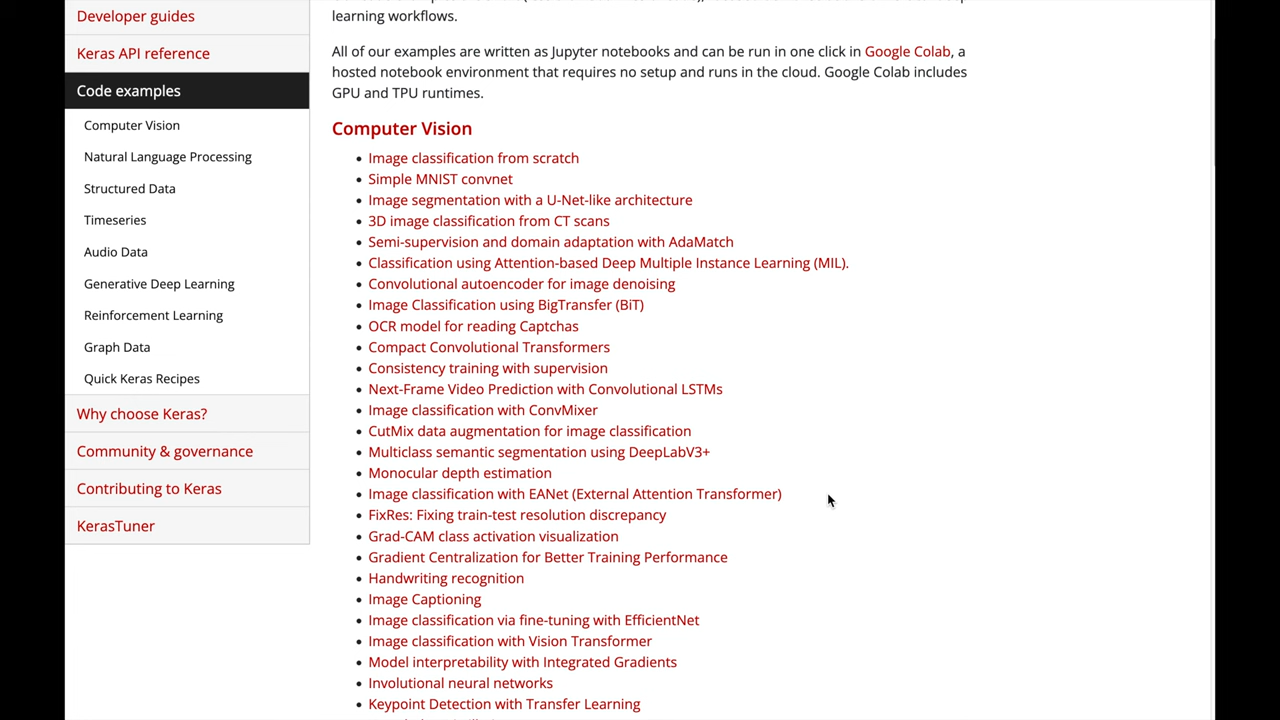 Developer guides
Keras API reference
Code examples
Computer Vision
Natural Language Processing
Structured Data
Timeseries
Audio Data
Generative Deep Learning
Reinforcement Learning
Graph Data
Quick Keras Recipes
Why choose Keras?
Community & governance
Contributing to Keras
KerasTuner
learning workflows.
All of our examples are written as Jupyter notebooks and can be run in one click in Google Colab, a
hosted notebook environment that requires no setup and runs in the cloud. Google Colab includes
GPU and TPU runtimes.
Computer Vision
Image classification from scratch
Simple MNIST convnet
Image segmentation with a U-Net-like architecture
3D image classification from CT scans
Semi-supervision and domain adaptation with AdaMatch
Classification using Attention-based Deep Multiple Instance Learning (MIL).
Convolutional autoencoder for image denoising
Image Classification using BigTransfer (BiT)
OCR model for reading Captchas
Compact Convolutional Transformers
Consistency training with supervision
Next-Frame Video Prediction with Convolutional LSTMs
Image classification with ConvMixer
CutMix data augmentation for image classification
Multiclass semantic segmentation using DeepLabV3+
Monocular depth estimation
Image classification with EANet (External Attention Transformer)
FixRes: Fixing train-test resolution discrepancy
Grad-CAM class activation visualization
Gradient Centralization for Better Training Performance
Handwriting recognition
Image Captioning
Image classification via fine-tuning with EfficientNet
Image classification with Vision Transformer
Model interpretability with Integrated Gradients
Involutional neural networks
Keypoint Detection with Transfer Learning